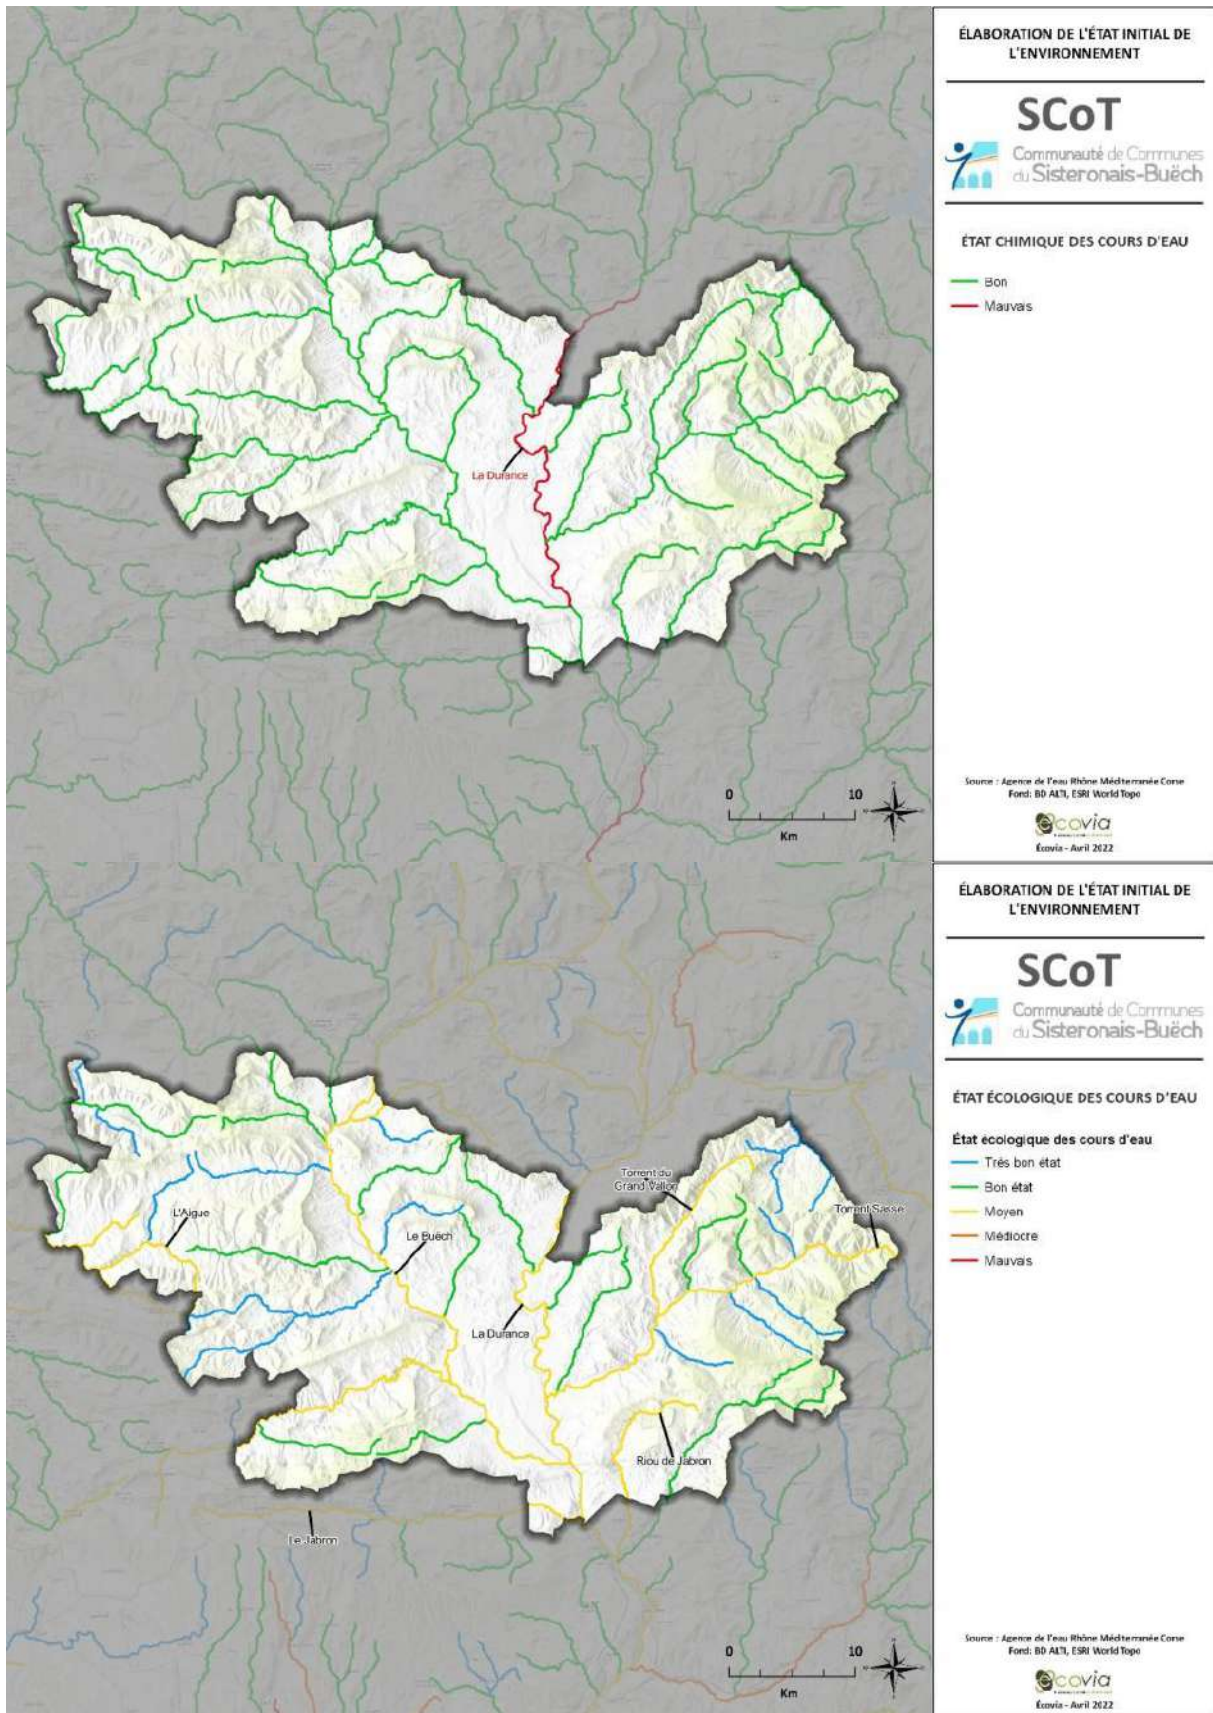 ÉLABORATION DE L'ÉTAT INITIAL DE
L'ENVIRONNEMENT
SCoT
Communauté de Communes
du Sisteronais-Buëch
ÉTAT CHIMIQUE DES COURS D'EAU
Bon
Mauvais
La Durance
0 10
Km
Source : Agence de l'eau Rhône Méditerranée Corse
Fond: BD ALTI, ESRI World Topo
écovia
Écovia - Avril 2022
ÉLABORATION DE L'ÉTAT INITIAL DE
L'ENVIRONNEMENT
SCoT
Communauté de Communes
du Sisteronais-Buëch
ÉTAT ÉCOLOGIQUE DES COURS D'EAU
État écologique des cours d'eau
Très bon état
Bon état
Moyen
Médiocre
Mauvais
Torrent du
Grand Vallon
Torrent Sasse
L'Aigue
Le Buëch
La Durance
Riou de Jabron
Le Jabron
0 10
Km
Source : Agence de l'eau Rhône Méditerranée Corse
Fond: BD ALTI, ESRI World Topo
écovia
Écovia - Avril 2022